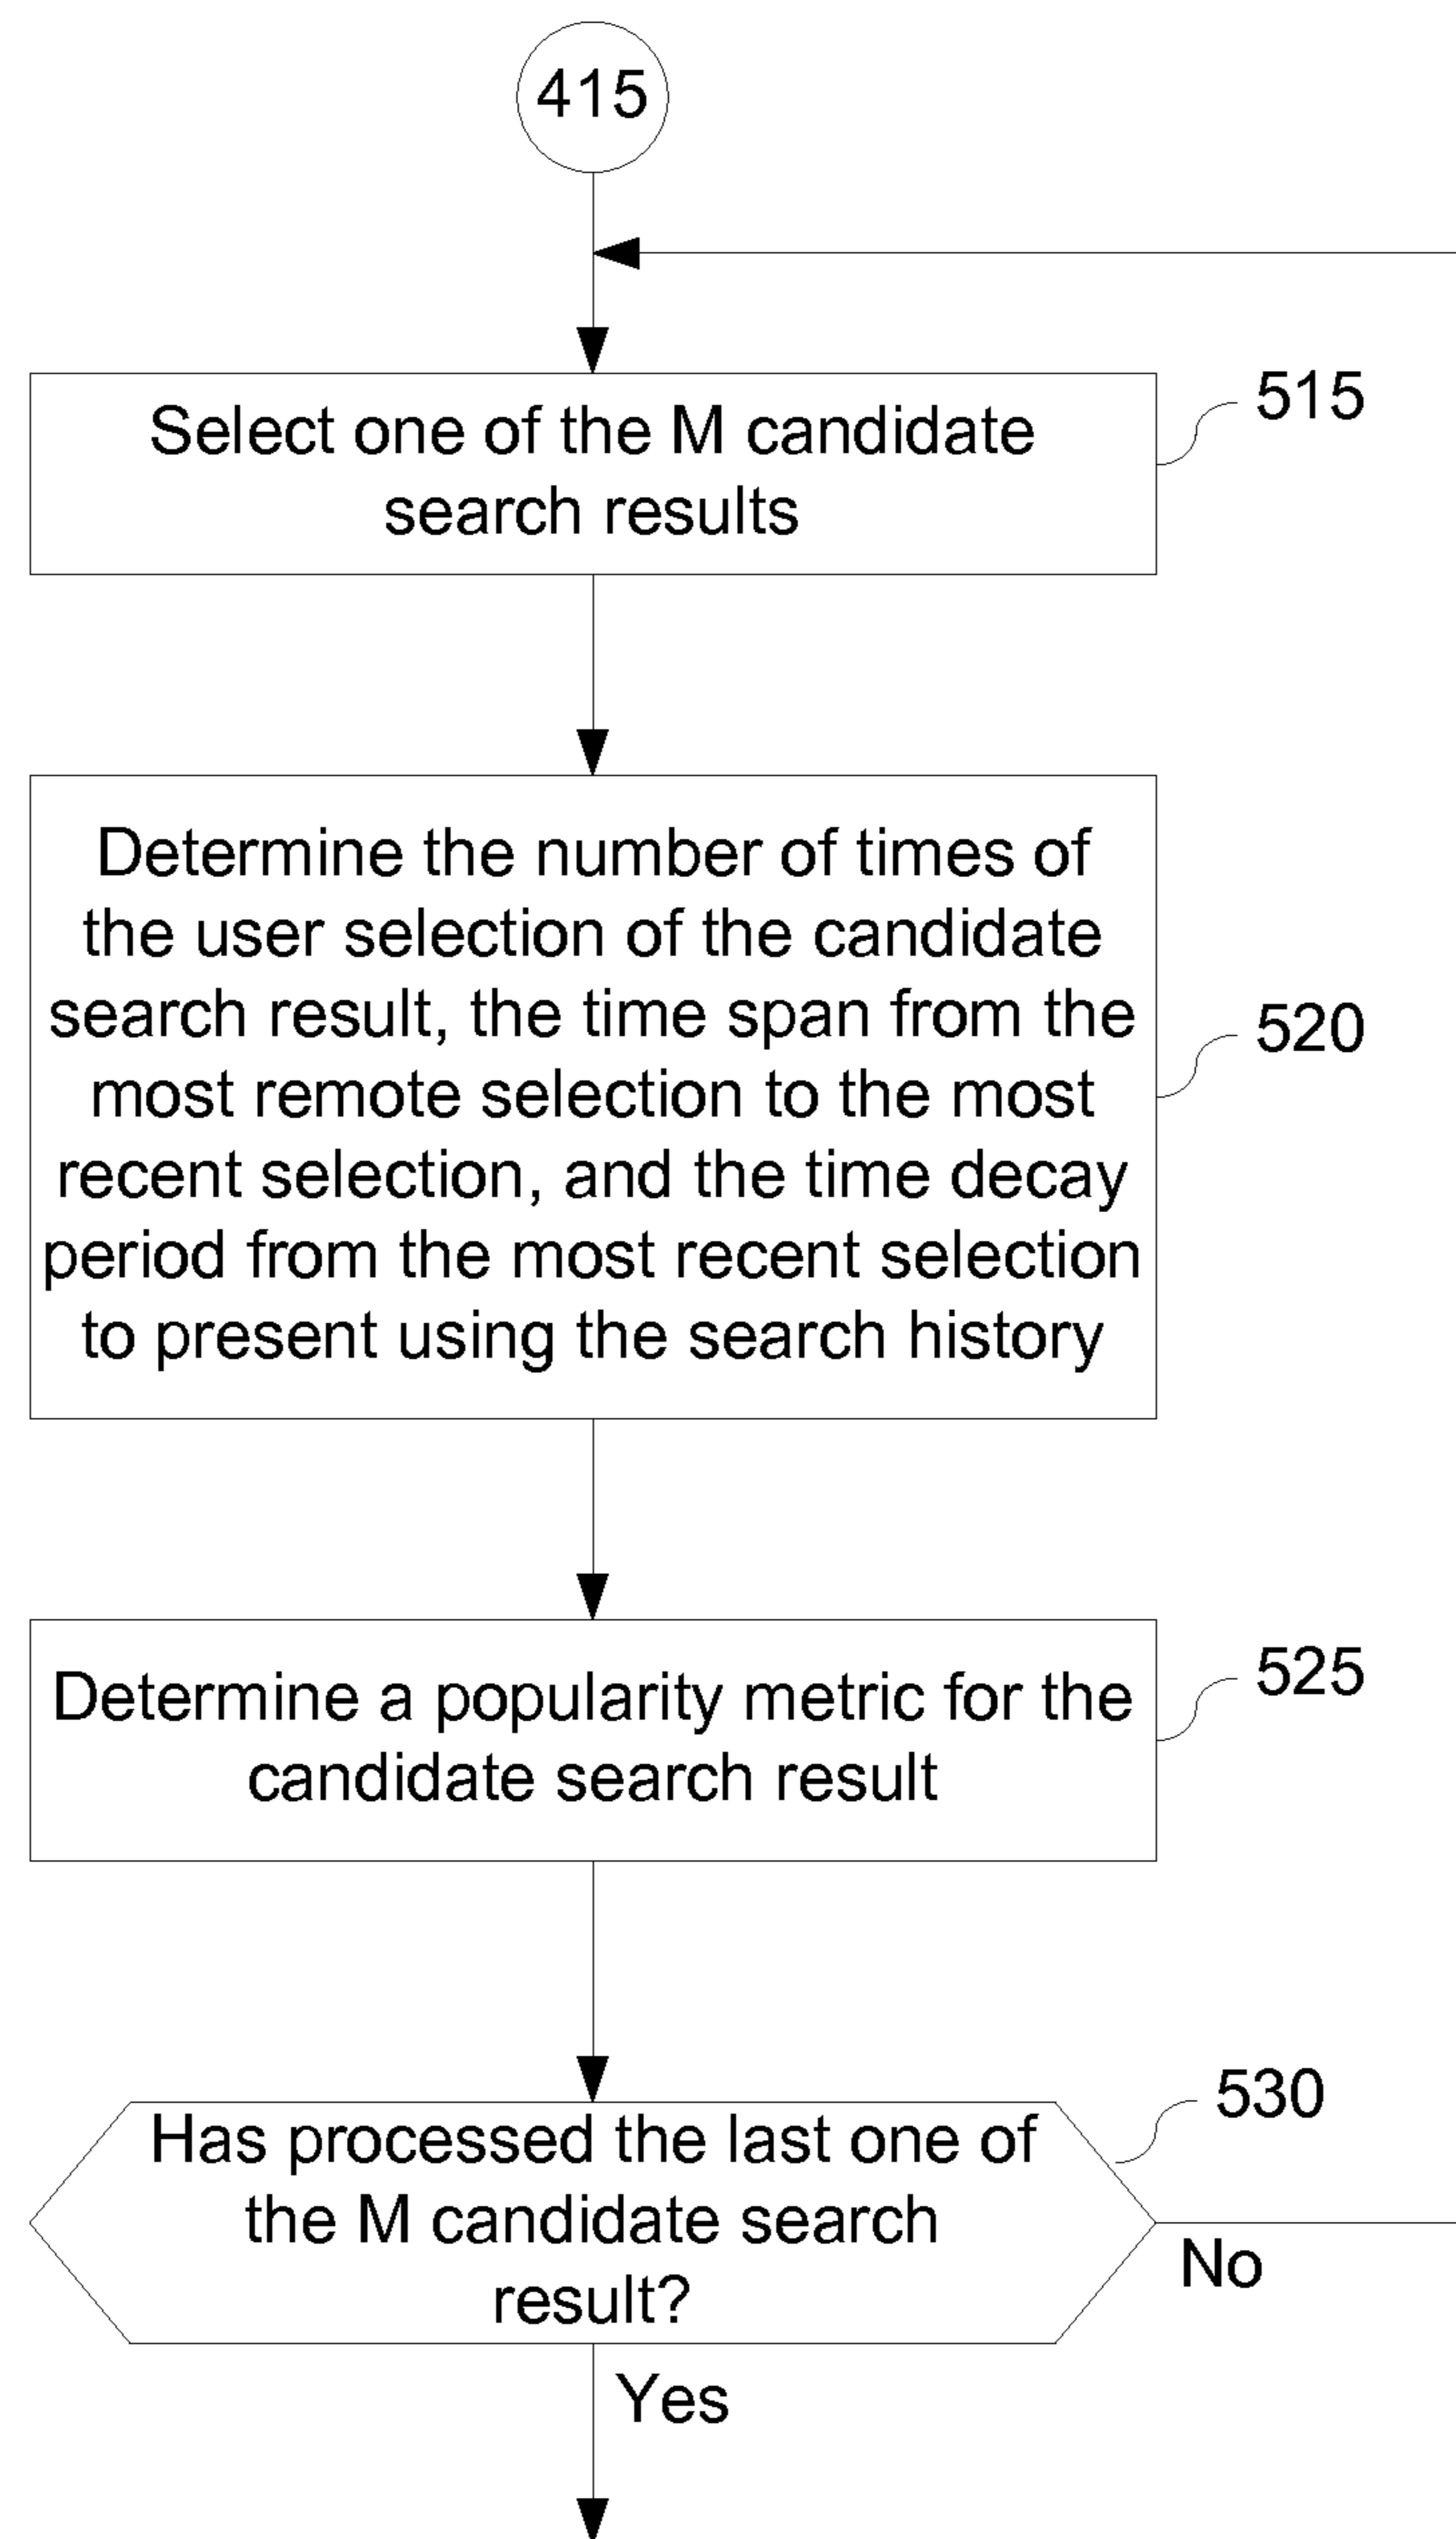 415
Select one of the M candidate
search results
515
Determine the number of times of
the user selection of the candidate
search result, the time span from the
most remote selection to the most
recent selection, and the time decay
period from the most recent selection
to present using the search history
520
Determine a popularity metric for the
candidate search result
525
Has processed the last one of
the M candidate search
result?
530
No
Yes